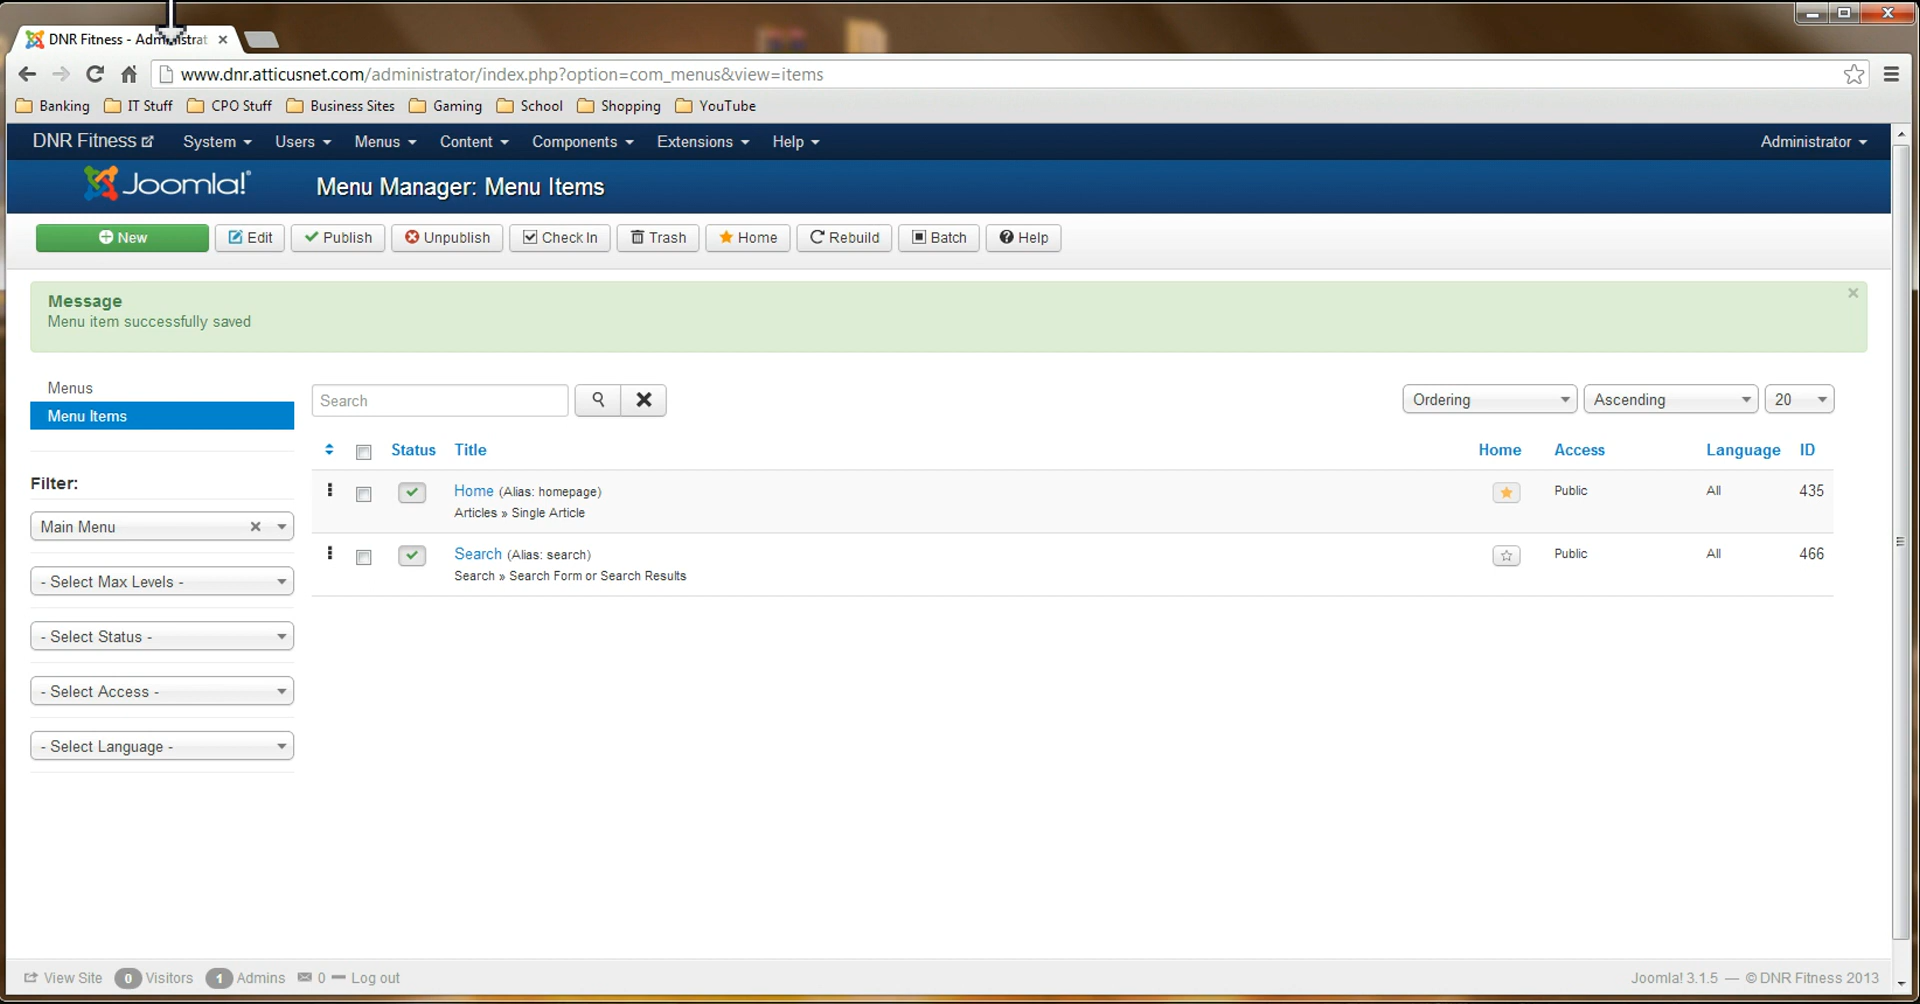 DNR Fitness - Administrat
www.dnr.atticusnet.com/administrator/index.php?option=com_menus&view=items
Banking IT Stuff CPO Stuff Business Sites Gaming School Shopping YouTube
DNR Fitness System Users Menus Content Components Extensions Help Administrator
Joomla!® Menu Manager: Menu Items
New Edit Publish Unpublish Check In Trash Home Rebuild Batch Help
Message
Menu item successfully saved
Menus
Menu Items
Search Ordering Ascending 20
Status Title Home Access Language ID
Home (Alias: homepage) Public All 435
Articles » Single Article
Search (Alias: search) Public All 466
Search » Search Form or Search Results
Filter:
Main Menu
- Select Max Levels -
- Select Status -
- Select Access -
- Select Language -
View Site 0 Visitors 1 Admins 0 Log out Joomla! 3.1.5 — © DNR Fitness 2013